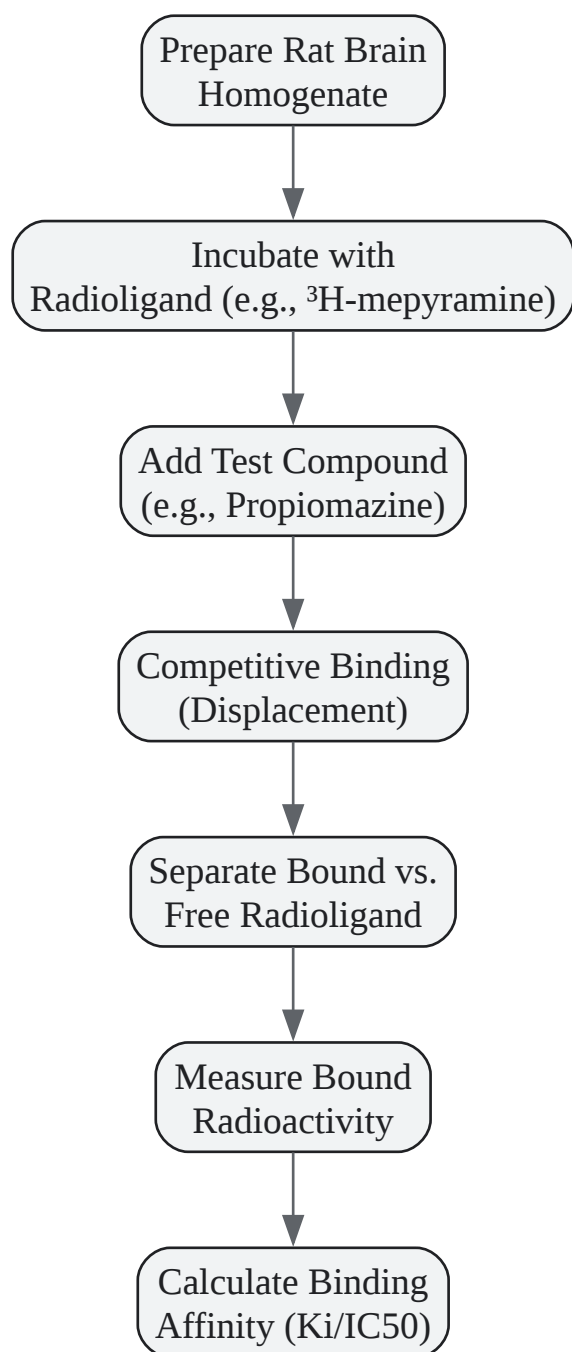 Prepare Rat Brain
Homogenate
Incubate with
Radioligand (e.g., ³H-mepyramine)
Add Test Compound
(e.g., Propiomazine)
Competitive Binding
(Displacement)
Separate Bound vs.
Free Radioligand
Measure Bound
Radioactivity
Calculate Binding
Affinity (Ki/IC50)